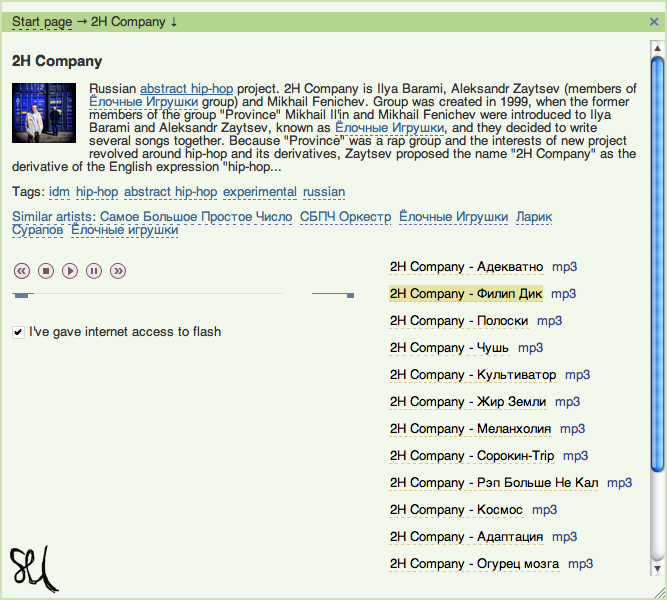 Start page → 2H Company ↓
2H Company
Russian abstract hip-hop project. 2H Company is Ilya Barami, Aleksandr Zaytsev (members of
Ёлочные Игрушки group) and Mikhail Fenichev. Group was created in 1999, when the former
members of the group "Province" Mikhail Il'in and Mikhail Fenichev were introduced to Ilya
Barami and Aleksandr Zaytsev, known as Ёлочные Игрушки, and they decided to write
several songs together. Because "Province" was a rap group and the interests of new project
revolved around hip-hop and its derivatives, Zaytsev proposed the name "2H Company" as the
derivative of the English expression "hip-hop...
Tags: idm hip-hop abstract hip-hop experimental russian
Similar artists: Самое Большое Простое Число СБПЧ Оркестр Ёлочные Игрушки Ларик
Сурапов Ёлочные игрушки
I've gave internet access to flash
2H Company - Адекватно mp3
2H Company - Филип Дик mp3
2H Company - Полоски mp3
2H Company - Чушь mp3
2H Company - Культиватор mp3
2H Company - Жир Земли mp3
2H Company - Меланхолия mp3
2H Company - Сорокин-Trip mp3
2H Company - Рэп Больше Не Кал mp3
2H Company - Космос mp3
2H Company - Адаптация mp3
2H Company - Огурец мозга mp3